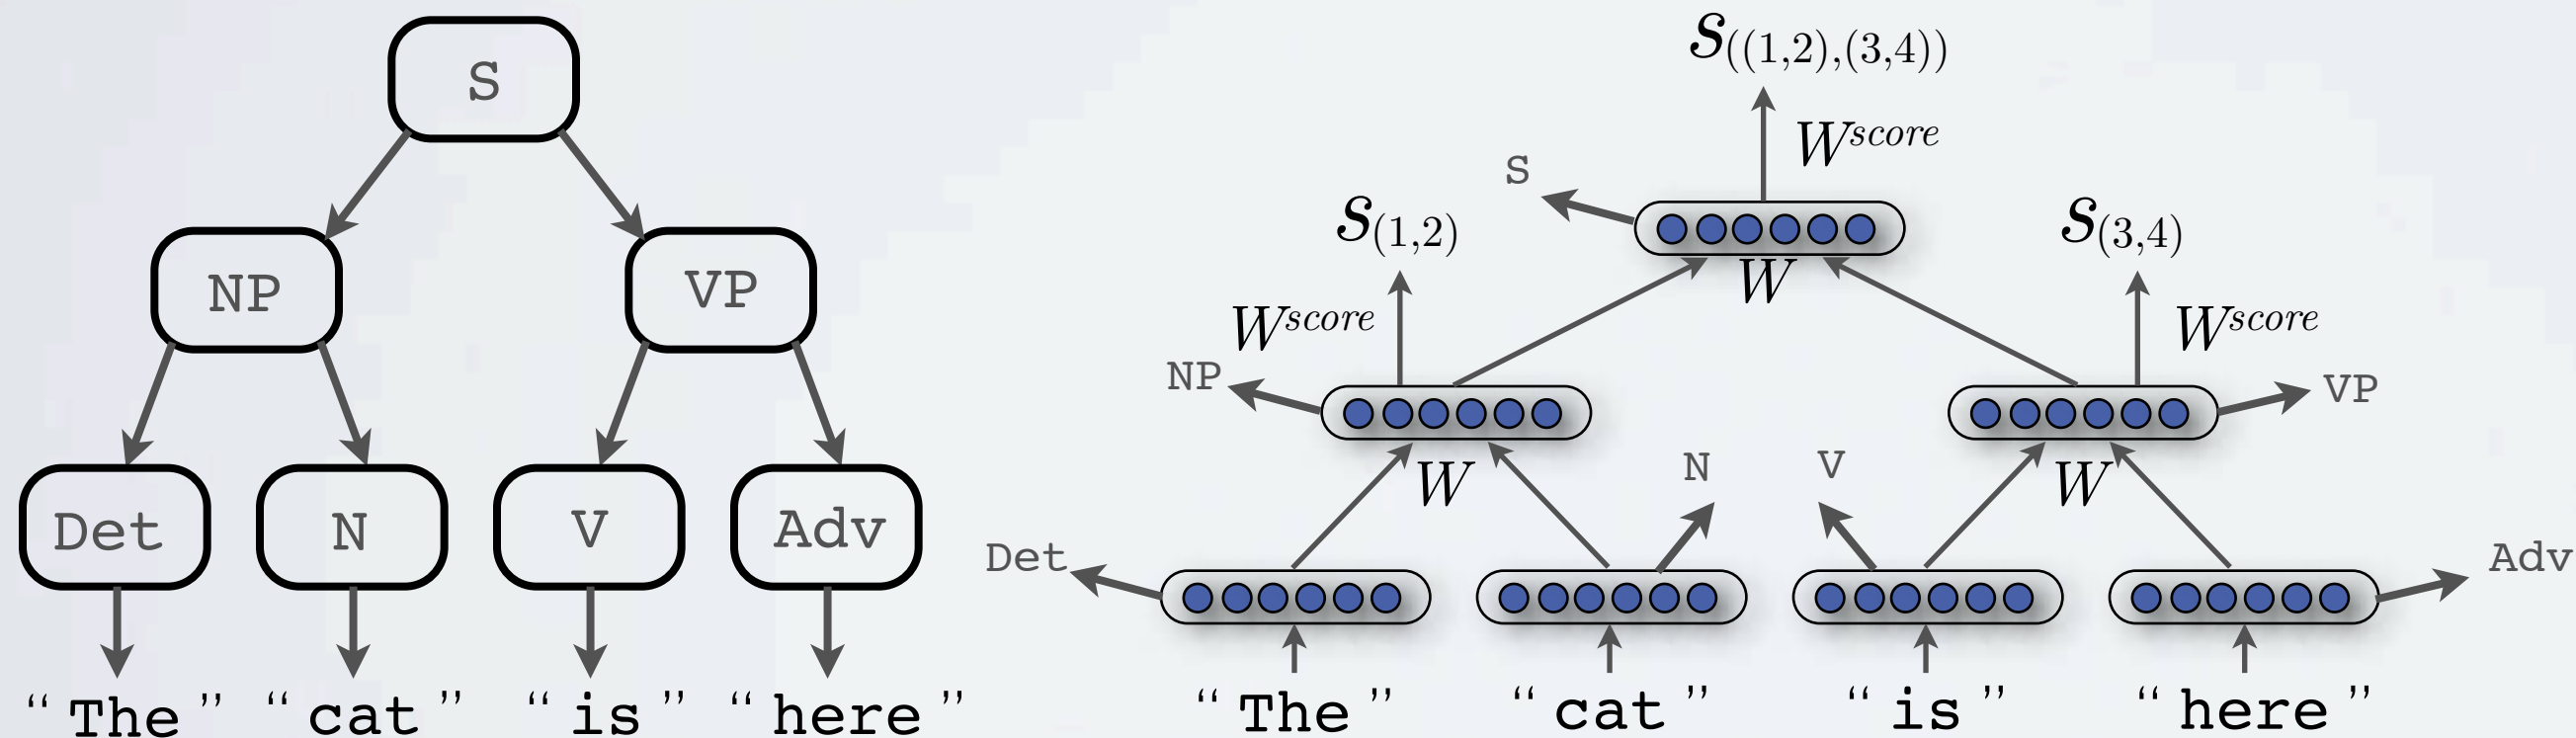 S
NP VP
Det N V Adv
“The” “cat” “is” “here”
S((1,2),(3,4))
Wscore
S
S(1,2) S(3,4)
W
Wscore Wscore
NP VP
N V
W W
Det Adv
“The” “cat” “is” “here”